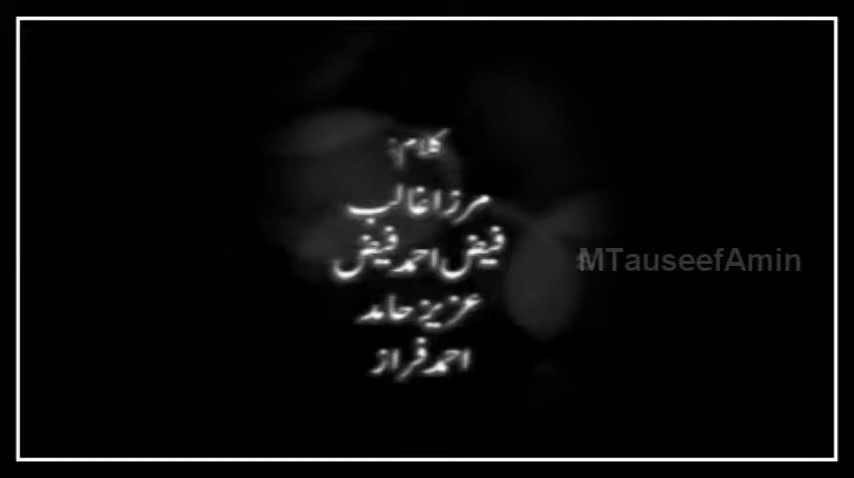 کلام:
مرزا غالب
فیض احمد فیض
عزیز حامد
احمد فراز
MTauseefAmin